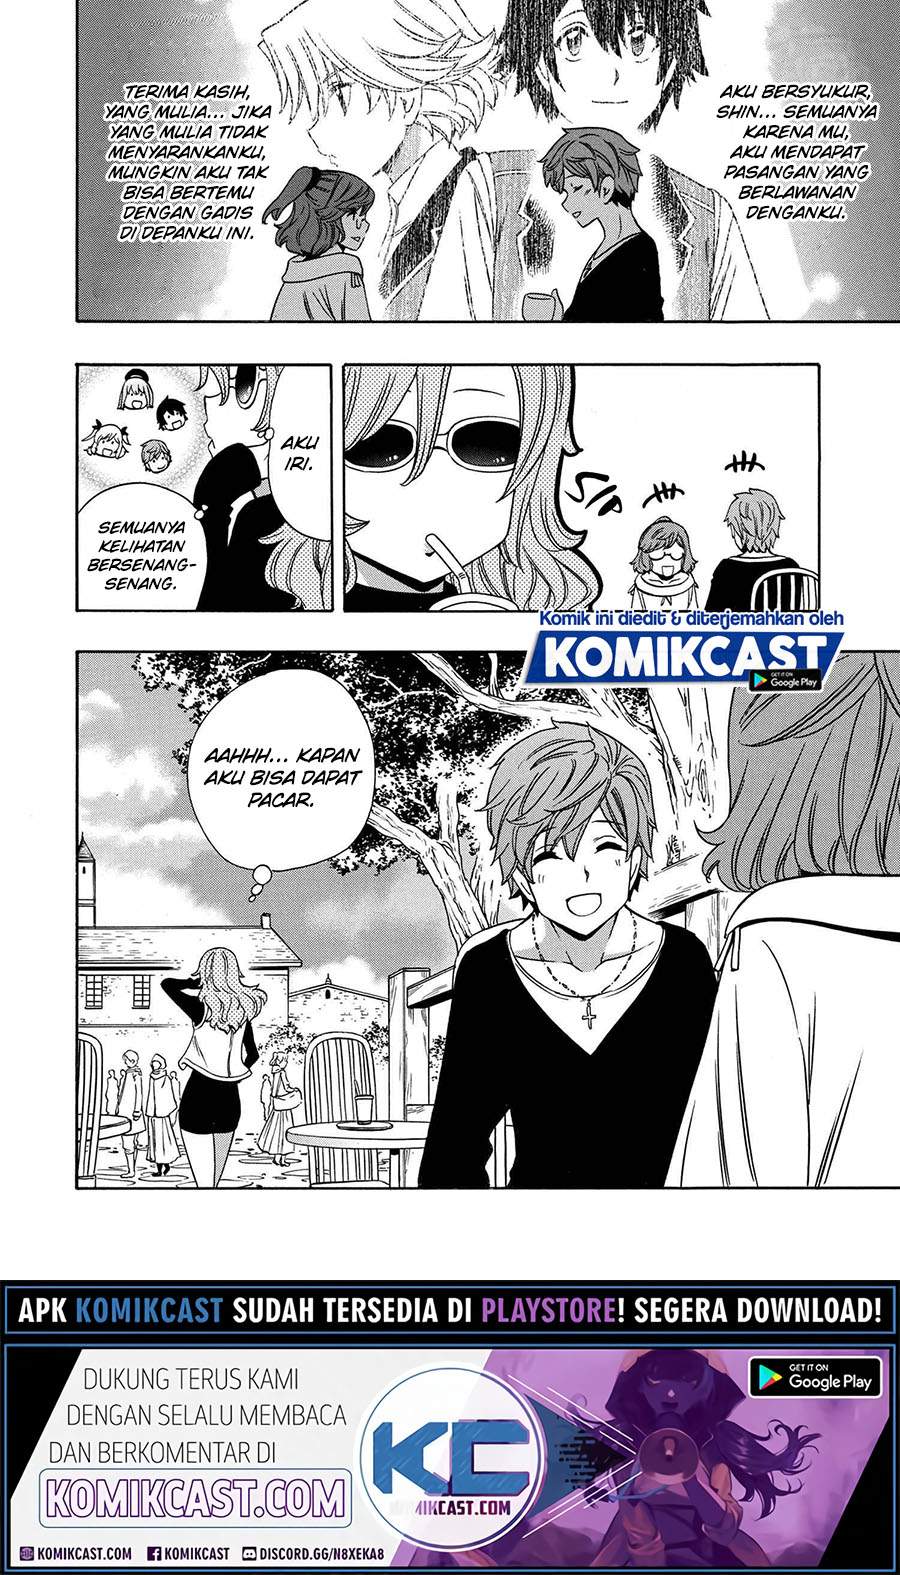 AKU BERSYUKUR,
SHIN... SEMUANYA
KARENA MU,
AKU MENDAPAT
PASANGAN YANG
BERLAWANAN
DENGANKU.
TERIMA KASIH,
YANG MULIA... JIKA
YANG MULIA TIDAK
MENYARANKANKU,
MUNGKIN AKU TAK
BISA BERTEMU
DENGAN GADIS
DI DEPANKU INI.
AKU
IRI.
SEMUANYA
KELIHATAN
BERSENANG-
SENANG.
Komik ini diedit & diterjemahkan oleh
KOMIKCAST
GET IT ON
Google Play
AAHHH... KAPAN
AKU BISA DAPAT
PACAR.
APK KOMIKCAST SUDAH TERSEDIA DI PLAYSTORE! SEGERA DOWNLOAD!
DUKUNG TERUS KAMI
DENGAN SELALU MEMBACA
DAN BERKOMENTAR DI
KOMIKCAST.COM
KOMIKCAST.COM KOMIKCAST DISCORD.GG/N8XEKA8
KC
KOMIKCAST.COM
GET IT ON
Google Play